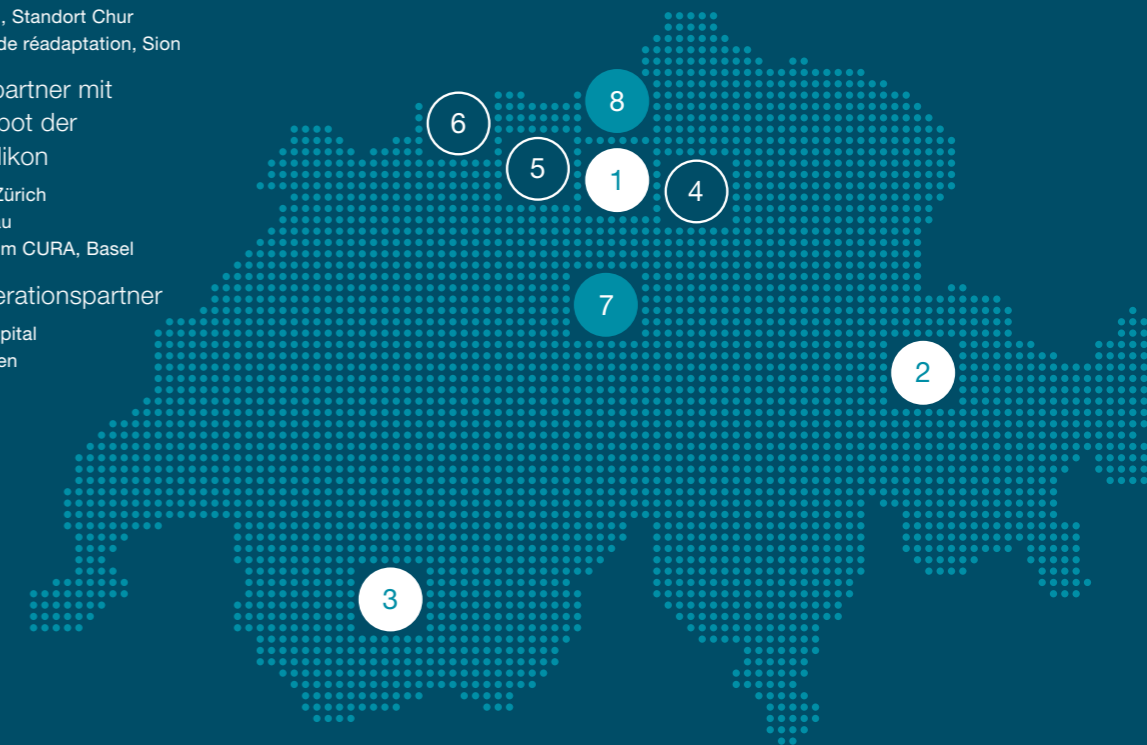 , Standort Chur
de réadaptation, Sion
partner mit
bot der
likon
Zürich
au
m CURA, Basel
erationspartner
pital
en
8
6
5
1
4
7
2
3